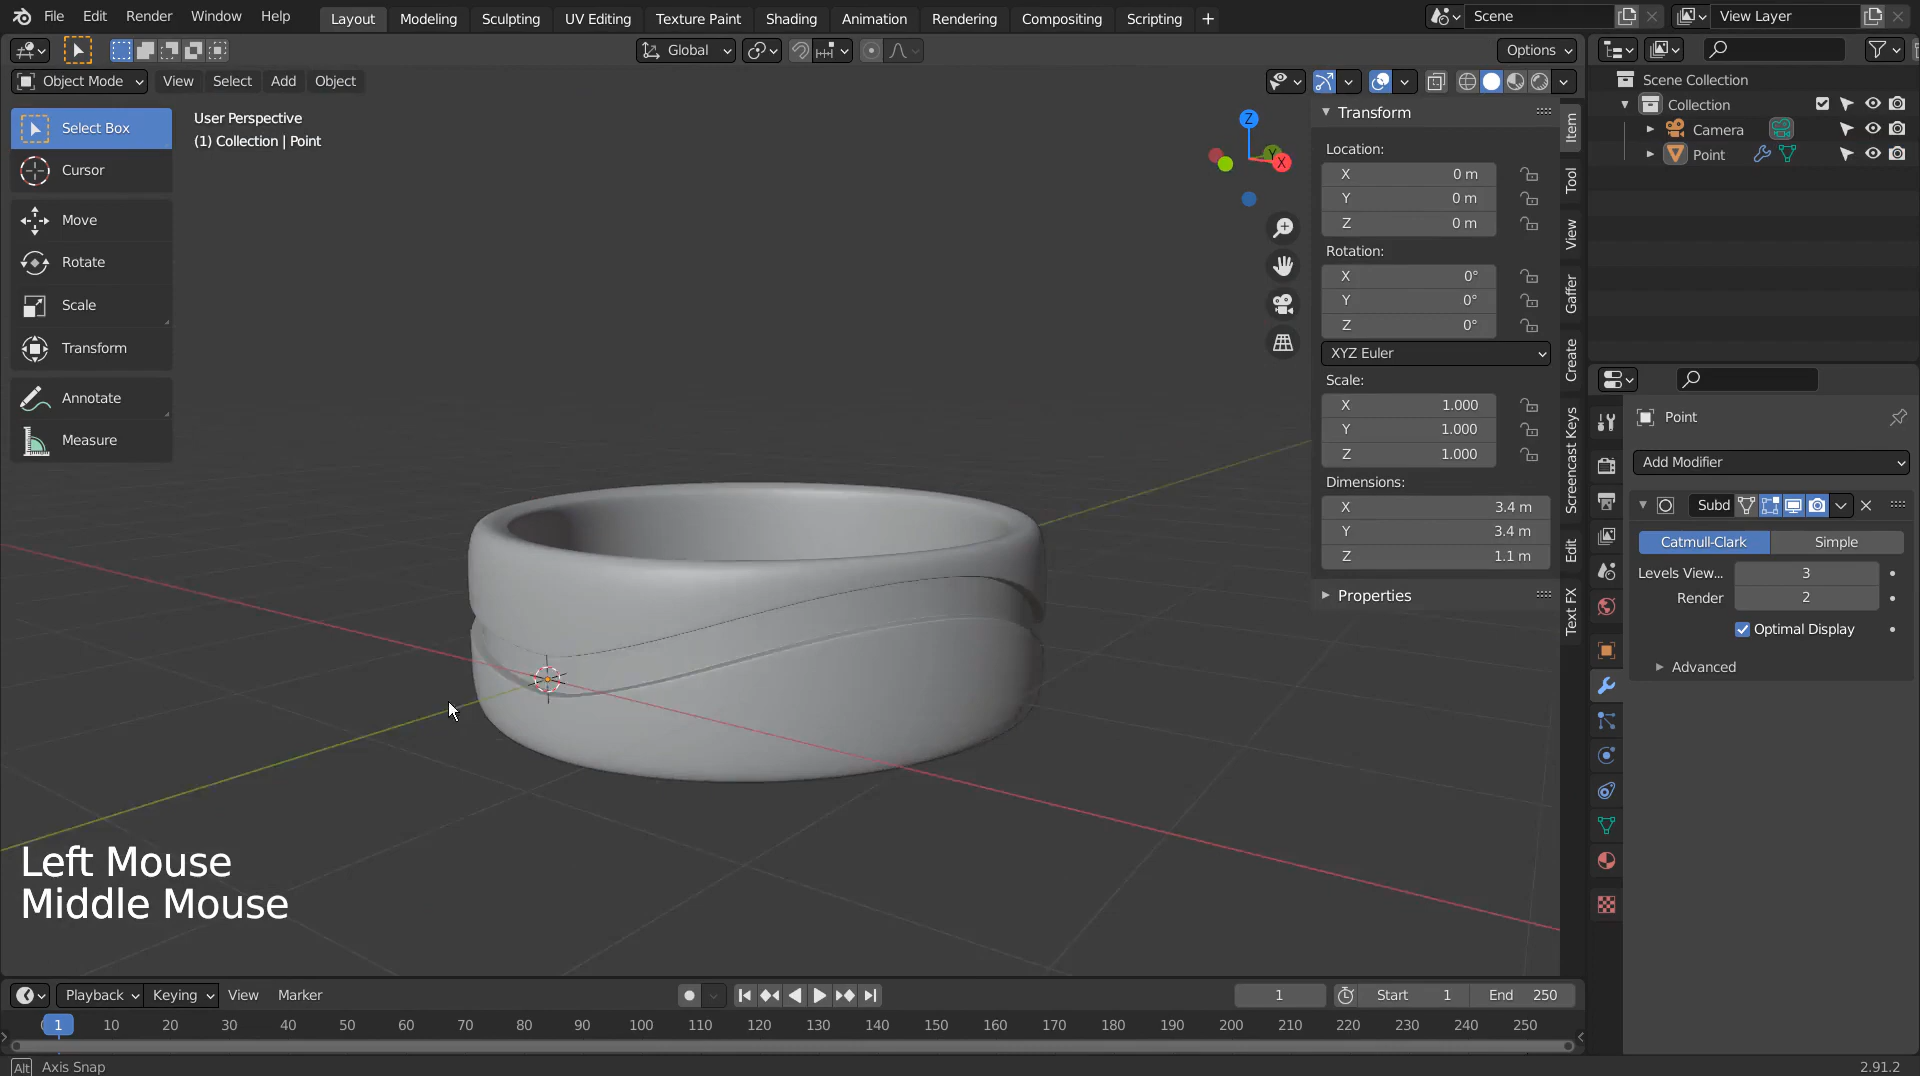 File Edit Render Window Help Layout Modeling Sculpting UV Editing Texture Paint Shading Animation Rendering Compositing Scripting + Scene View Layer
Global Options
Object Mode View Select Add Object
Select Box
Cursor
Move
Rotate
Scale
Transform
Annotate
Measure
User Perspective
(1) Collection | Point
Z
Y
X
Transform
Location:
X 0 m
Y 0 m
Z 0 m
Rotation:
X 0°
Y 0°
Z 0°
XYZ Euler
Scale:
X 1.000
Y 1.000
Z 1.000
Dimensions:
X 3.4 m
Y 3.4 m
Z 1.1 m
Properties
Item
Tool
View
Gaffer
Create
Screencast Keys
Edit
Text FX
Scene Collection
Collection
Camera
Point
Point
Add Modifier
Subd
Catmull-Clark Simple
Levels View... 3
Render 2
Optimal Display
Advanced
Left Mouse
Middle Mouse
Playback Keying View Marker 1 Start 1 End 250
1 10 20 30 40 50 60 70 80 90 100 110 120 130 140 150 160 170 180 190 200 210 220 230 240 250
Alt Axis Snap 2.91.2